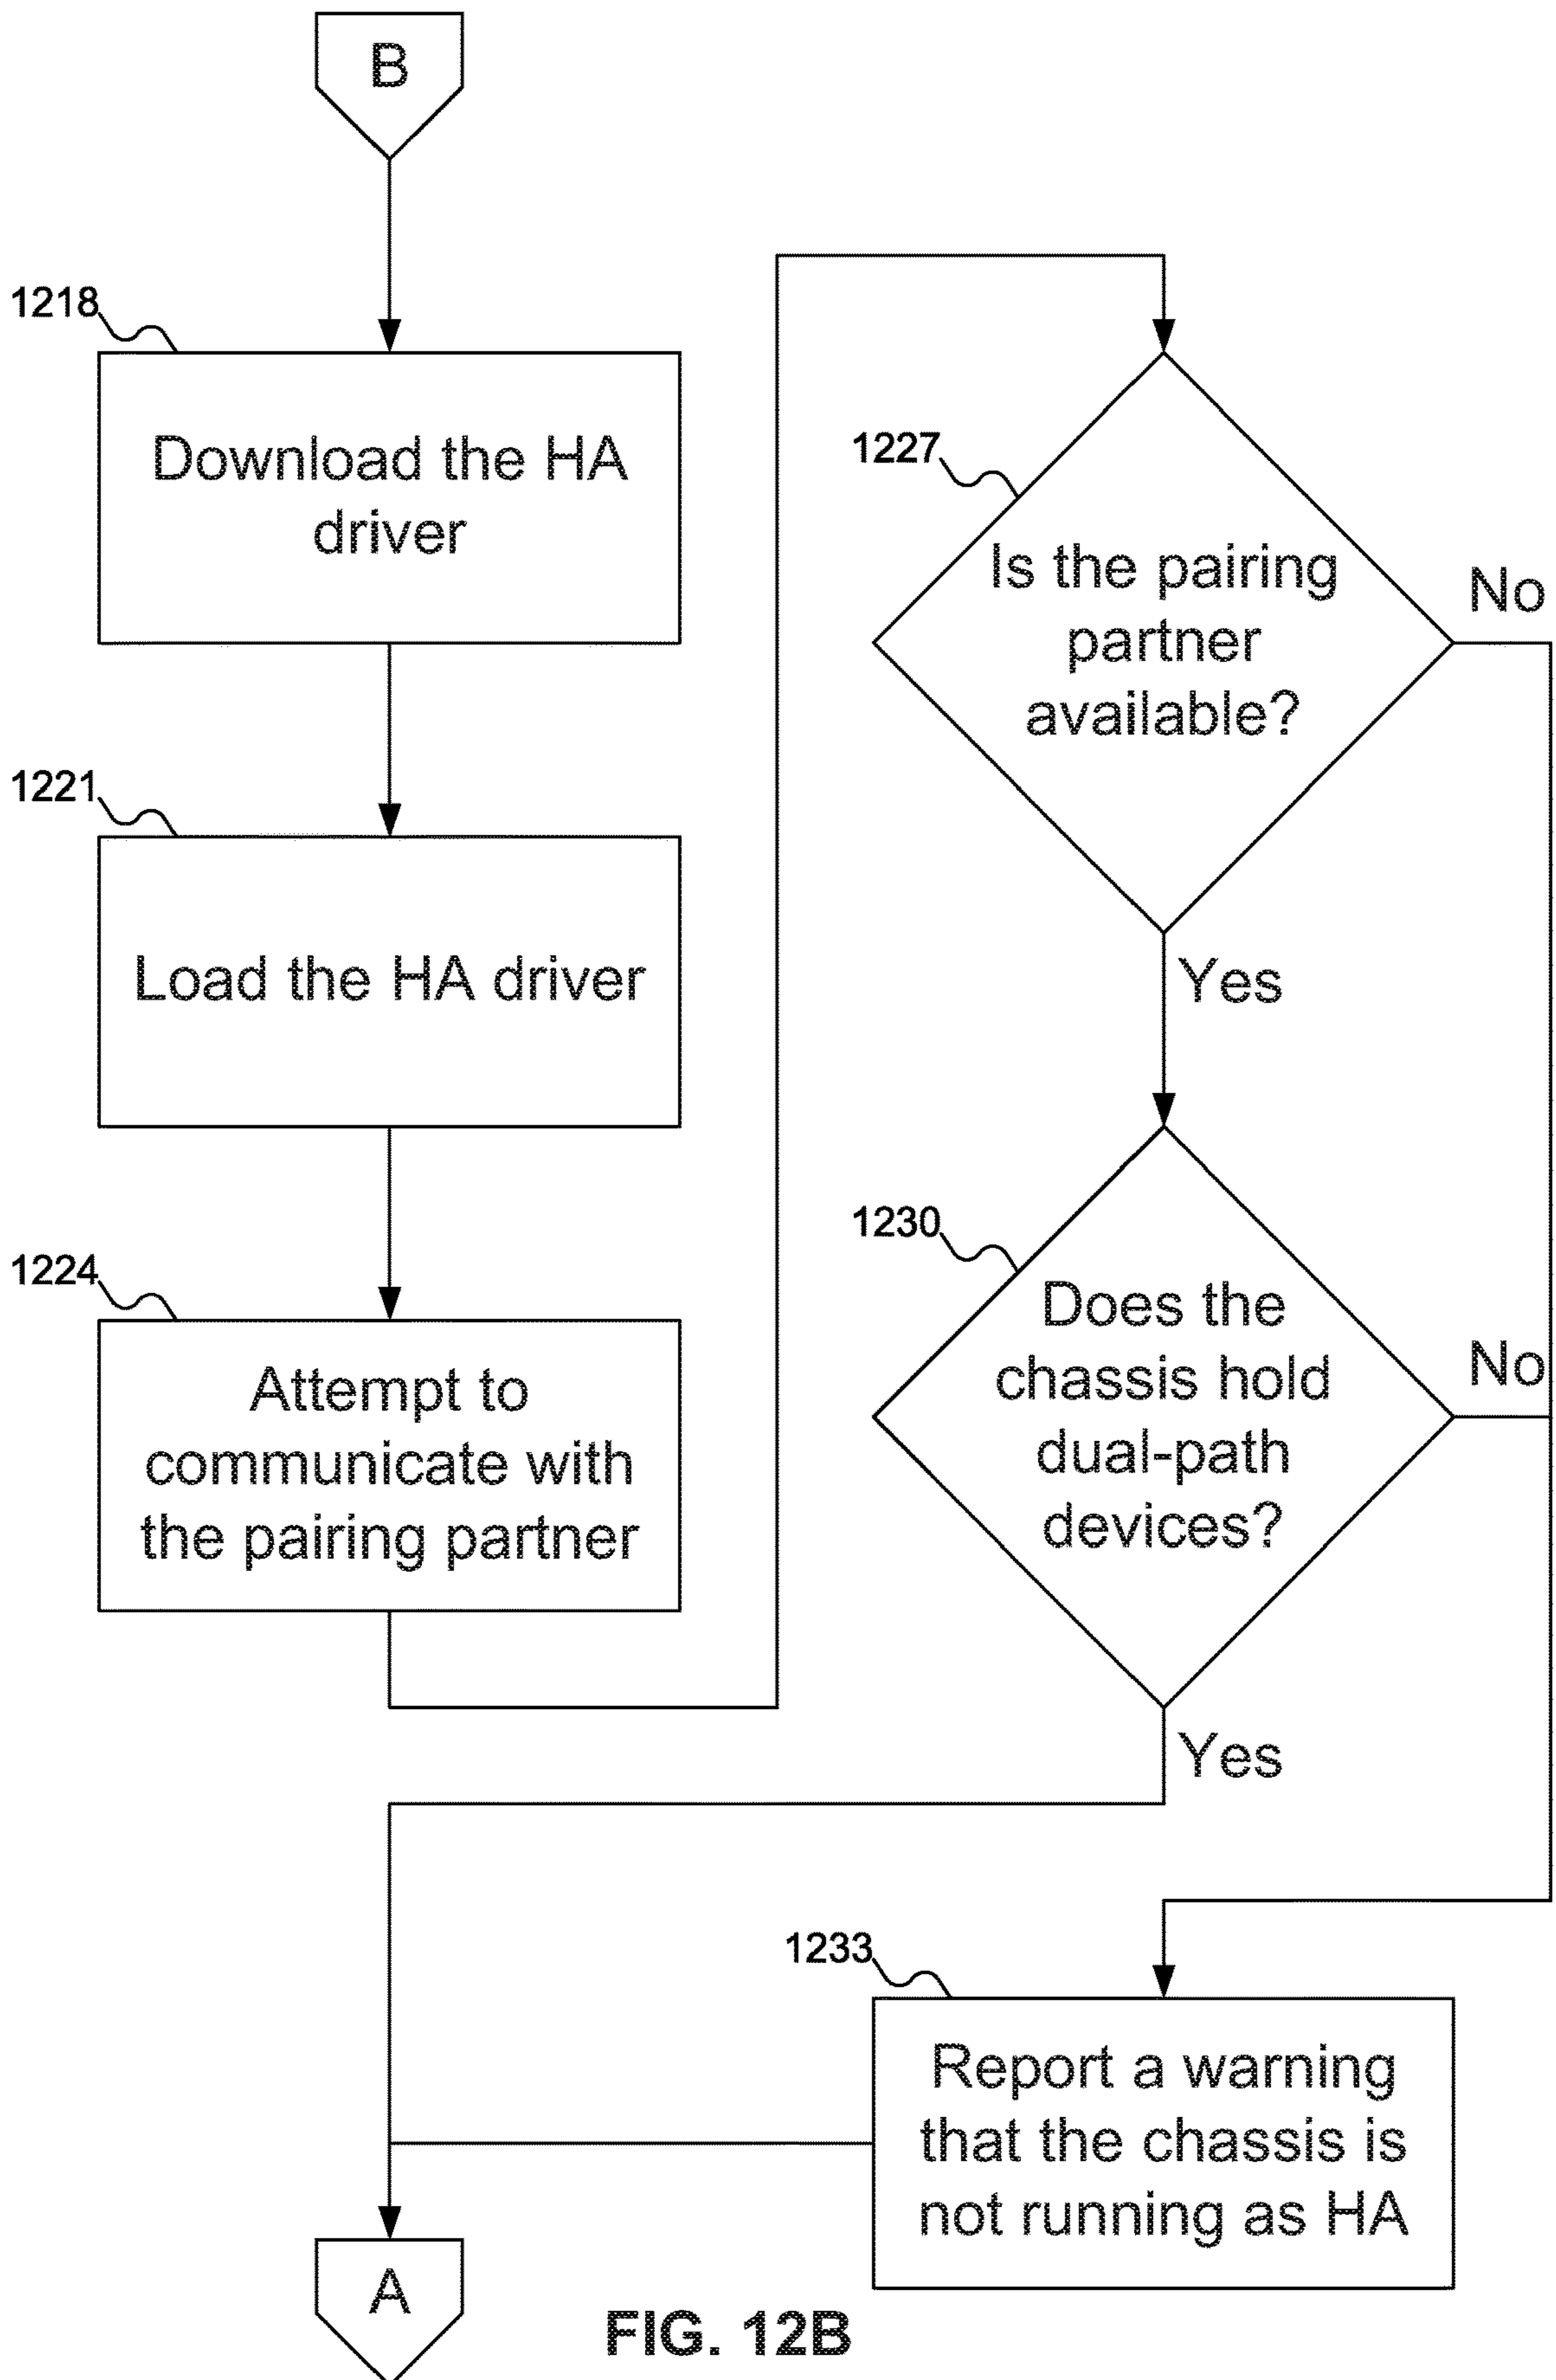 B
1218
Download the HA
driver
1221
Load the HA driver
1224
Attempt to
communicate with
the pairing partner
1227
Is the pairing
partner
available?
No
Yes
1230
Does the
chassis hold
dual-path
devices?
No
Yes
1233
Report a warning
that the chassis is
not running as HA
A
FIG. 12B